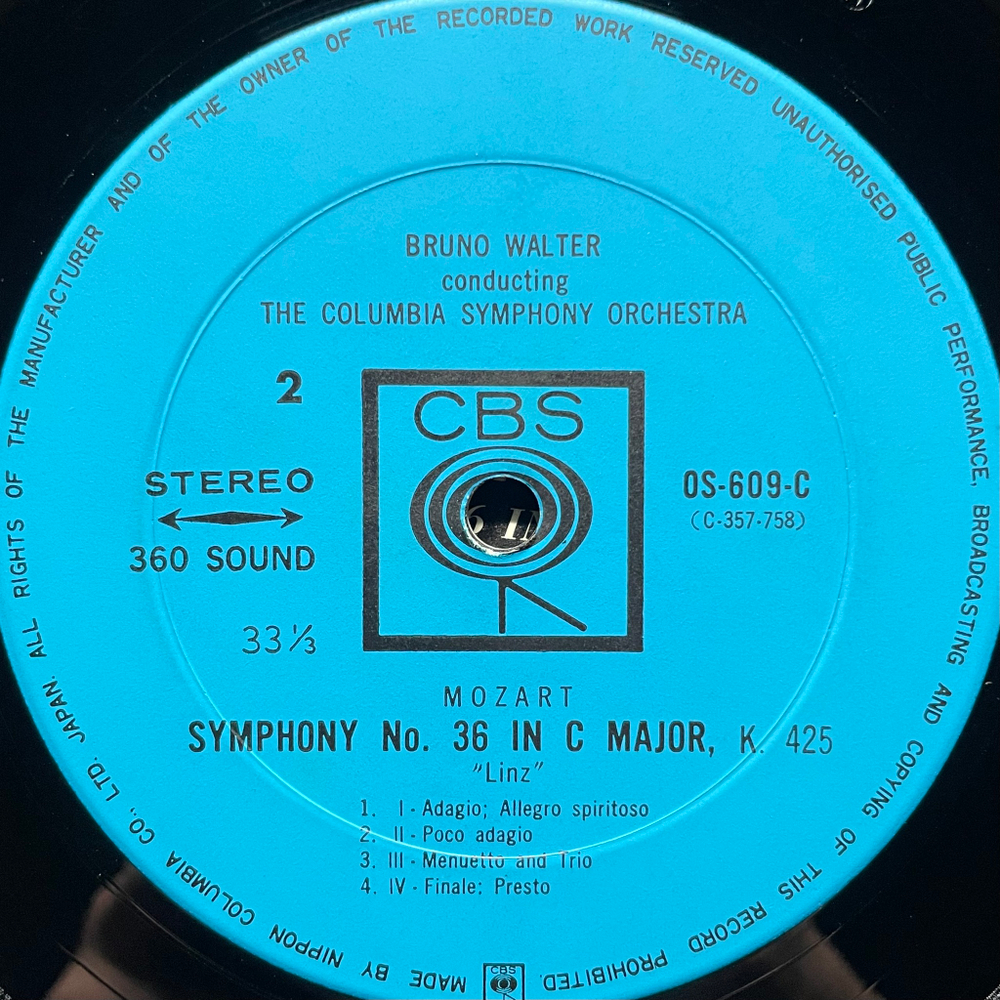 BRUNO WALTER
conducting
THE COLUMBIA SYMPHONY ORCHESTRA
2
STEREO
360 SOUND
33⅓
CBS
OS-609-C
(C-357-758)
MOZART
SYMPHONY No. 36 IN C MAJOR, K. 425
"Linz"
1. I - Adagio; Allegro spiritoso
2. II - Poco adagio
3. III - Menuetto and Trio
4. IV - Finale: Presto
MADE BY NIPPON COLUMBIA CO., LTD. JAPAN. ALL RIGHTS OF THE MANUFACTURER AND OF THE OWNER OF THE RECORDED WORK RESERVED UNAUTHORISED PUBLIC PERFORMANCE, BROADCASTING AND COPYING OF THIS RECORD PROHIBITED.
CBS